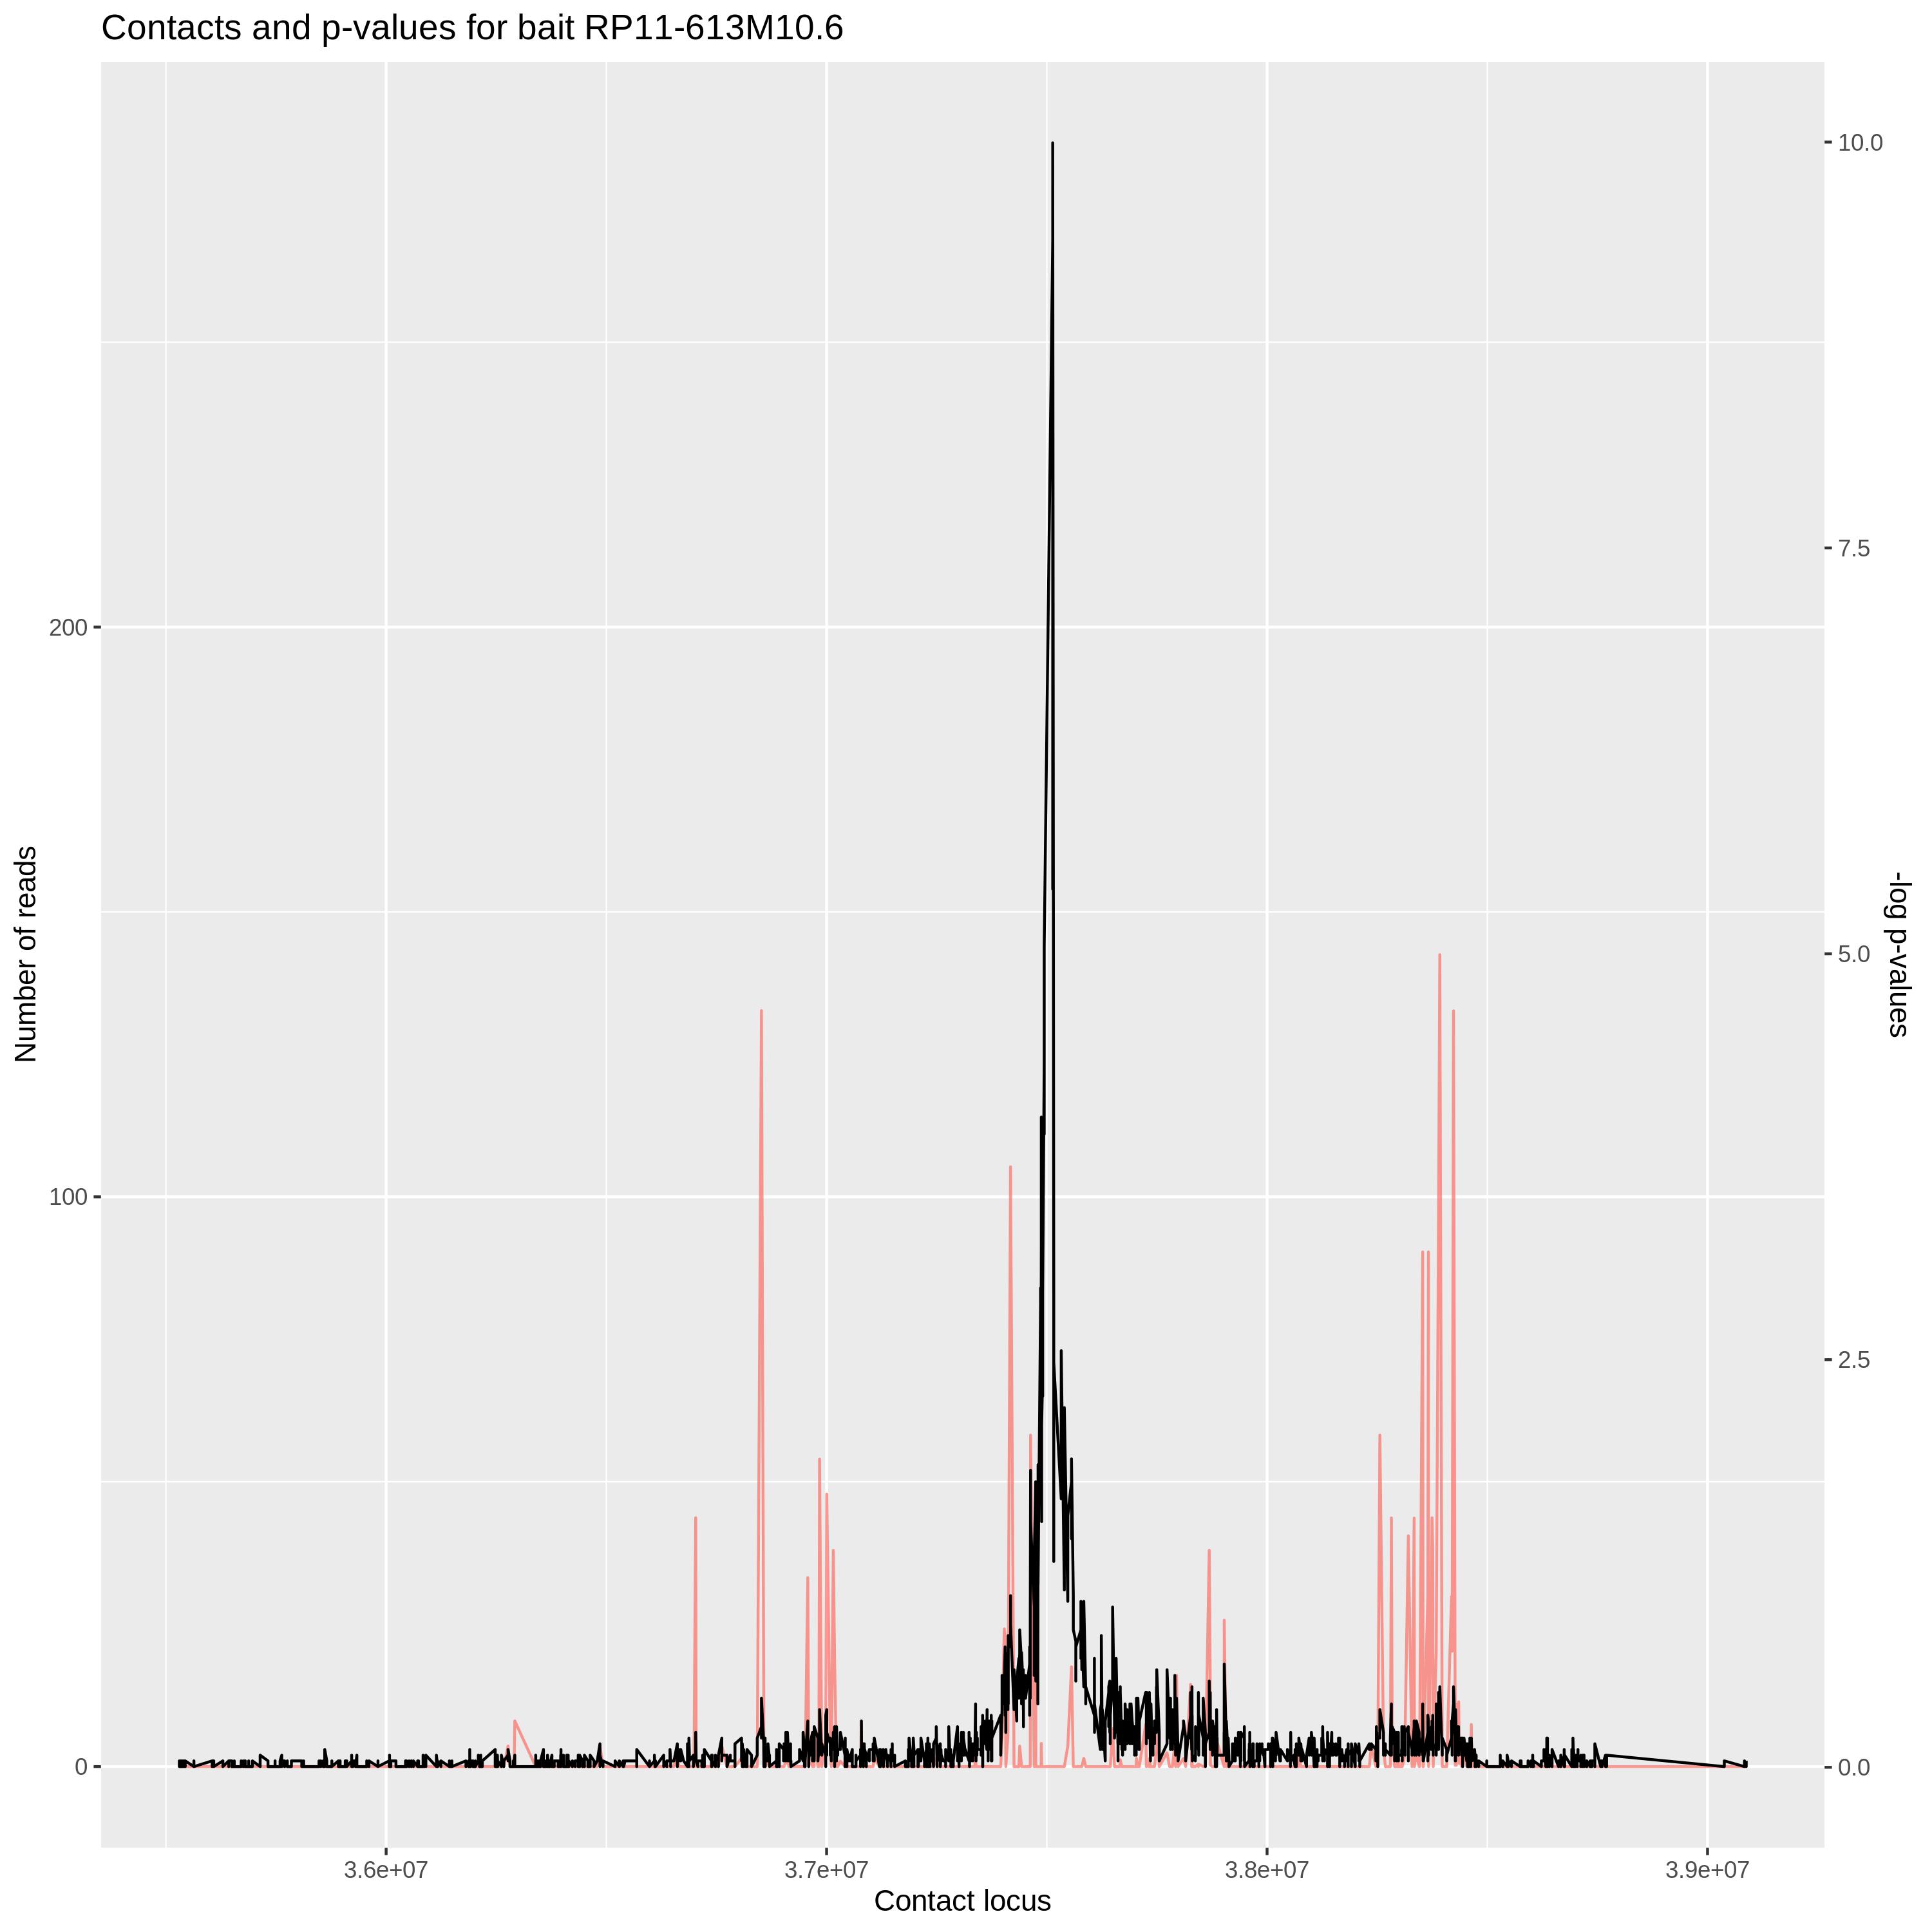 Contacts and p-values for bait RP11-613M10.6
10.0
7.5
200
Number of reads
-log p-values
5.0
100
2.5
0
0.0
3.6e+07 3.7e+07 3.8e+07 3.9e+07
Contact locus